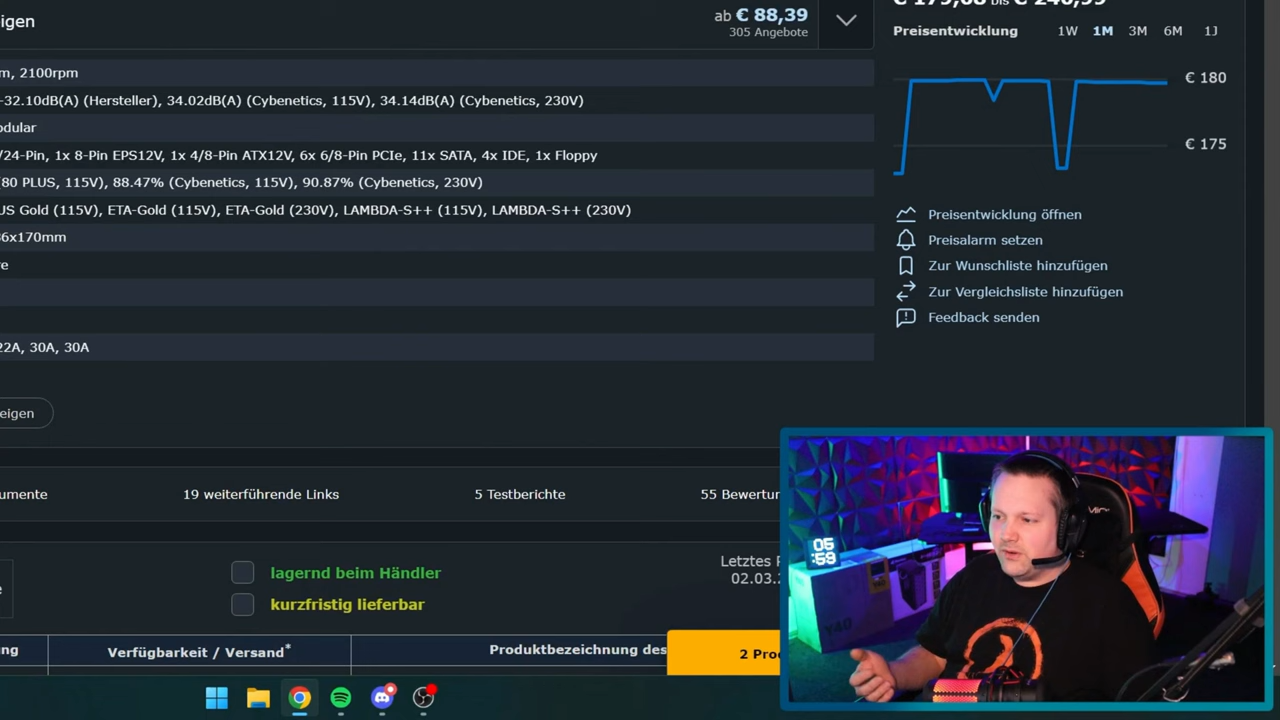 eigen
ab € 88,39
305 Angebote
m, 2100rpm
-32.10dB(A) (Hersteller), 34.02dB(A) (Cybenetics, 115V), 34.14dB(A) (Cybenetics, 230V)
odular
/24-Pin, 1x 8-Pin EPS12V, 1x 4/8-Pin ATX12V, 6x 6/8-Pin PCIe, 11x SATA, 4x IDE, 1x Floppy
(80 PLUS, 115V), 88.47% (Cybenetics, 115V), 90.87% (Cybenetics, 230V)
US Gold (115V), ETA-Gold (115V), ETA-Gold (230V), LAMBDA-S++ (115V), LAMBDA-S++ (230V)
86x170mm
re
22A, 30A, 30A
eigen
€ 179,68 bis € 246,99
Preisentwicklung 1W 1M 3M 6M 1J
€ 180
€ 175
Preisentwicklung öffnen
Preisalarm setzen
Zur Wunschliste hinzufügen
Zur Vergleichsliste hinzufügen
Feedback senden
umente 19 weiterführende Links 5 Testberichte 55 Bewertun
lagernd beim Händler
kurzfristig lieferbar
Letztes P
02.03.2
ng Verfügbarkeit / Versand* Produktbezeichnung des
2 Pro
05
:59
Y40